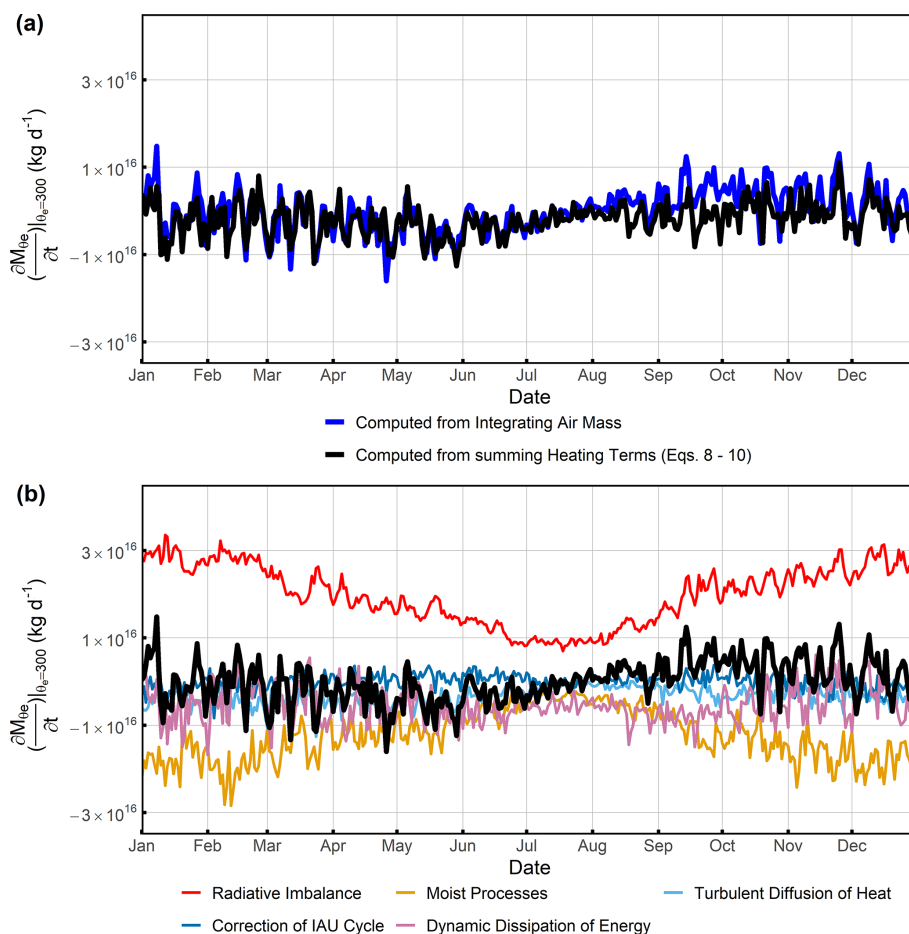 (a)
3 × 10^16
1 × 10^16
−1 × 10^16
−3 × 10^16
(∂Mθe/∂t)|θe=300 (kg d^−1)
Jan Feb Mar Apr May Jun Jul Aug Sep Oct Nov Dec
Date
Computed from Integrating Air Mass
Computed from summing Heating Terms (Eqs. 8 - 10)
(b)
3 × 10^16
1 × 10^16
−1 × 10^16
−3 × 10^16
(∂Mθe/∂t)|θe=300 (kg d^−1)
Jan Feb Mar Apr May Jun Jul Aug Sep Oct Nov Dec
Date
Radiative Imbalance Moist Processes Turbulent Diffusion of Heat
Correction of IAU Cycle Dynamic Dissipation of Energy